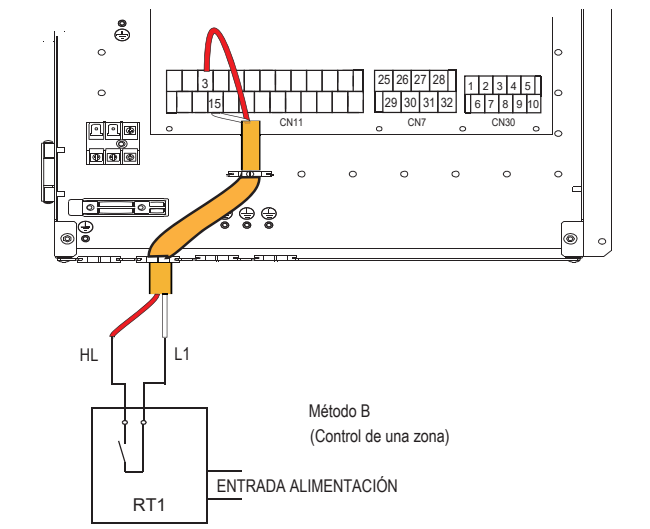 25 26 27 28
1 2 3 4 5
3
15
29 30 31 32
6 7 8 9 10
CN11
CN7
CN30
HL
L1
Método B
(Control de una zona)
ENTRADA ALIMENTACIÓN
RT1